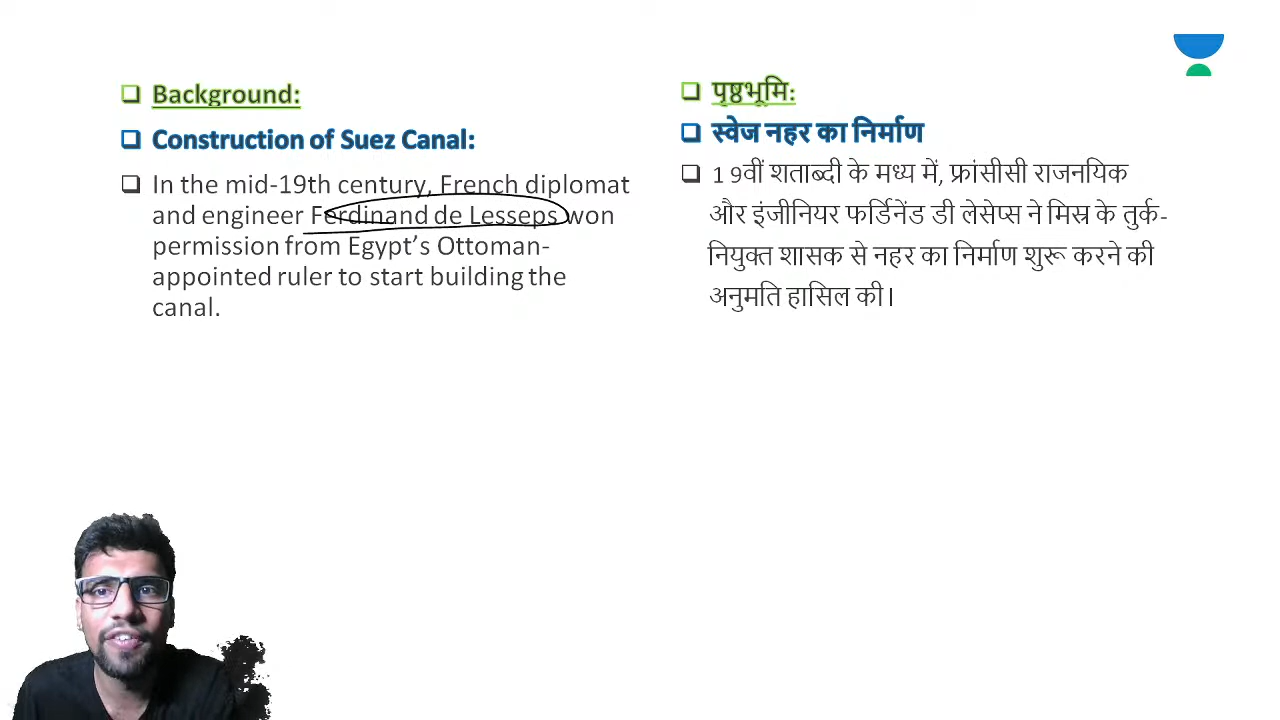 Background:
Construction of Suez Canal:
In the mid-19th century, French diplomat
and engineer Ferdinand de Lesseps won
permission from Egypt’s Ottoman-
appointed ruler to start building the
canal.
पृष्ठभूमि:
स्वेज नहर का निर्माण
19वीं शताब्दी के मध्य में, फ्रांसीसी राजनयिक
और इंजीनियर फर्डिनेंड डी लेसेप्स ने मिस्र के तुर्क-
नियुक्त शासक से नहर का निर्माण शुरू करने की
अनुमति हासिल की।